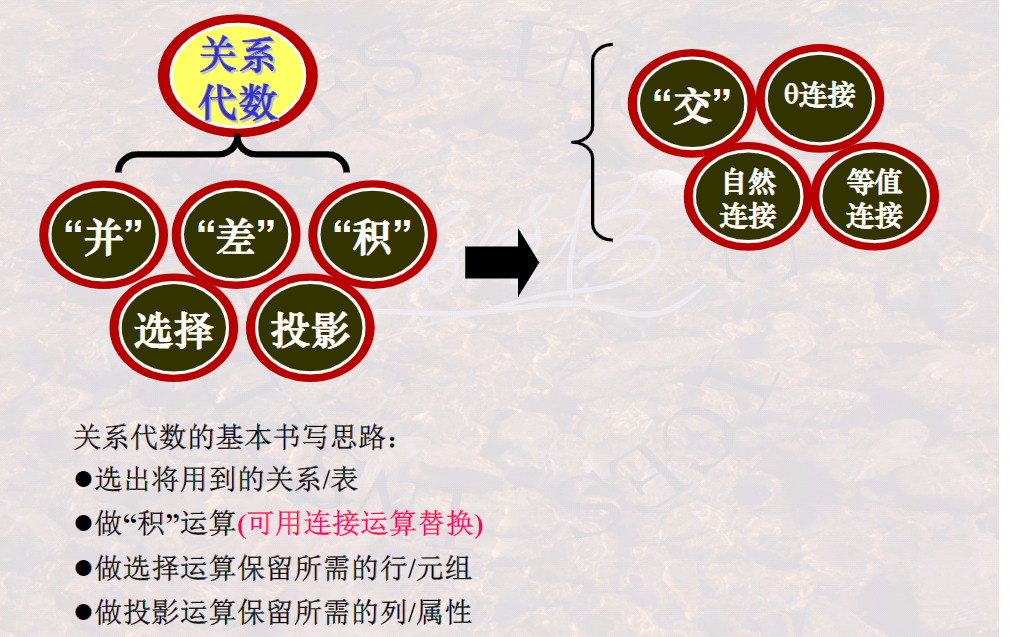 关系
代数
“并”
“差”
“积”
选择
投影
“交”
θ连接
自然
连接
等值
连接
关系代数的基本书写思路：
●选出将用到的关系/表
●做“积”运算(可用连接运算替换)
●做选择运算保留所需的行/元组
●做投影运算保留所需的列/属性